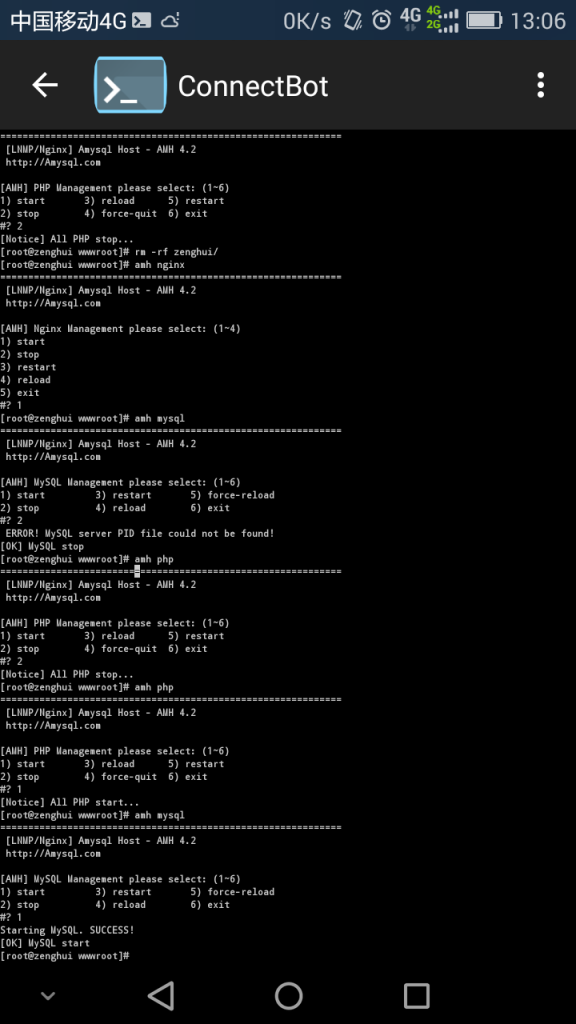 中国移动4G 0K/s 4G 4G 2G 13:06
ConnectBot
=============================================================
[LNMP/Nginx] Amysql Host - AMH 4.2
http://Amysql.com
[AMH] PHP Management please select: (1~6)
1) start 3) reload 5) restart
2) stop 4) force-quit 6) exit
#? 2
[Notice] All PHP stop...
[root@zenghui wwwroot]# rm -rf zenghui/
[root@zenghui wwwroot]# amh nginx
=============================================================
[LNMP/Nginx] Amysql Host - AMH 4.2
http://Amysql.com
[AMH] Nginx Management please select: (1~4)
1) start
2) stop
3) restart
4) reload
5) exit
#? 1
[root@zenghui wwwroot]# amh mysql
=============================================================
[LNMP/Nginx] Amysql Host - AMH 4.2
http://Amysql.com
[AMH] MySQL Management please select: (1~6)
1) start 3) restart 5) force-reload
2) stop 4) reload 6) exit
#? 2
ERROR! MySQL server PID file could not be found!
[OK] MySQL stop
[root@zenghui wwwroot]# amh php
=============================================================
[LNMP/Nginx] Amysql Host - AMH 4.2
http://Amysql.com
[AMH] PHP Management please select: (1~6)
1) start 3) reload 5) restart
2) stop 4) force-quit 6) exit
#? 2
[Notice] All PHP stop...
[root@zenghui wwwroot]# amh php
=============================================================
[LNMP/Nginx] Amysql Host - AMH 4.2
http://Amysql.com
[AMH] PHP Management please select: (1~6)
1) start 3) reload 5) restart
2) stop 4) force-quit 6) exit
#? 1
[Notice] All PHP start...
[root@zenghui wwwroot]# amh mysql
=============================================================
[LNMP/Nginx] Amysql Host - AMH 4.2
http://Amysql.com
[AMH] MySQL Management please select: (1~6)
1) start 3) restart 5) force-reload
2) stop 4) reload 6) exit
#? 1
Starting MySQL. SUCCESS!
[OK] MySQL start
[root@zenghui wwwroot]#